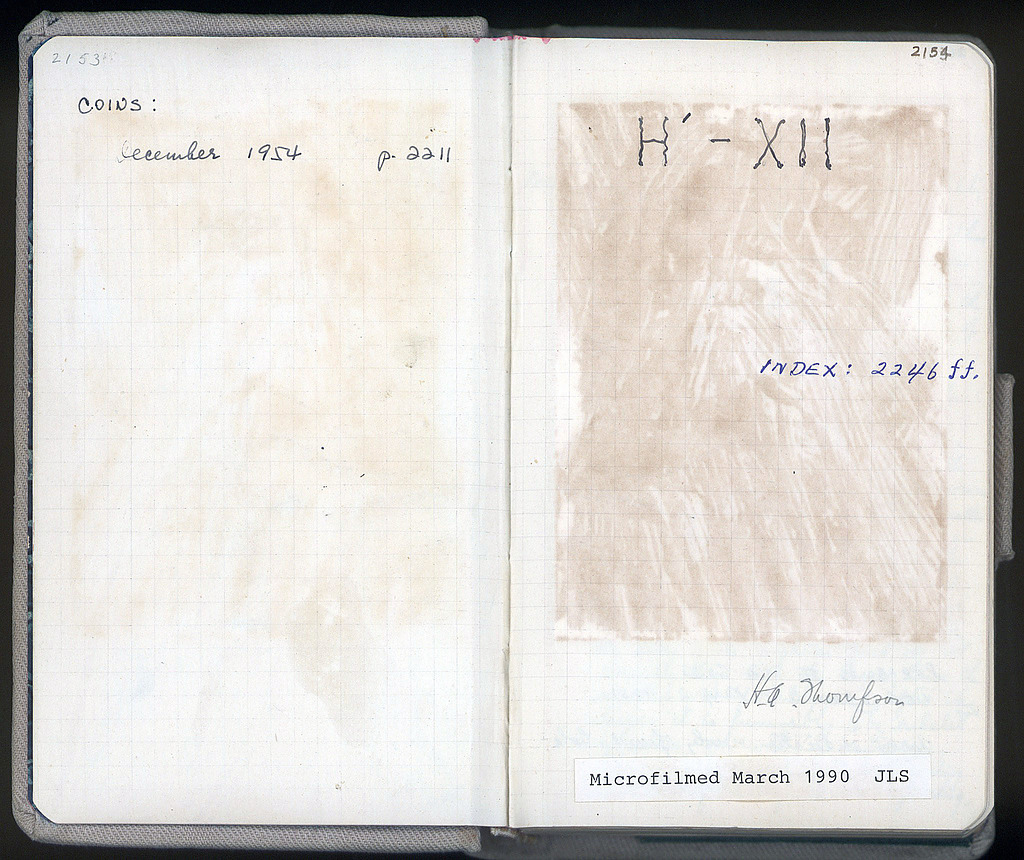 2153
COINS:
December 1954 p. 2211
2154
H' - XII
INDEX: 2246 ff.
H.A. Thompson
Microfilmed March 1990 JLS